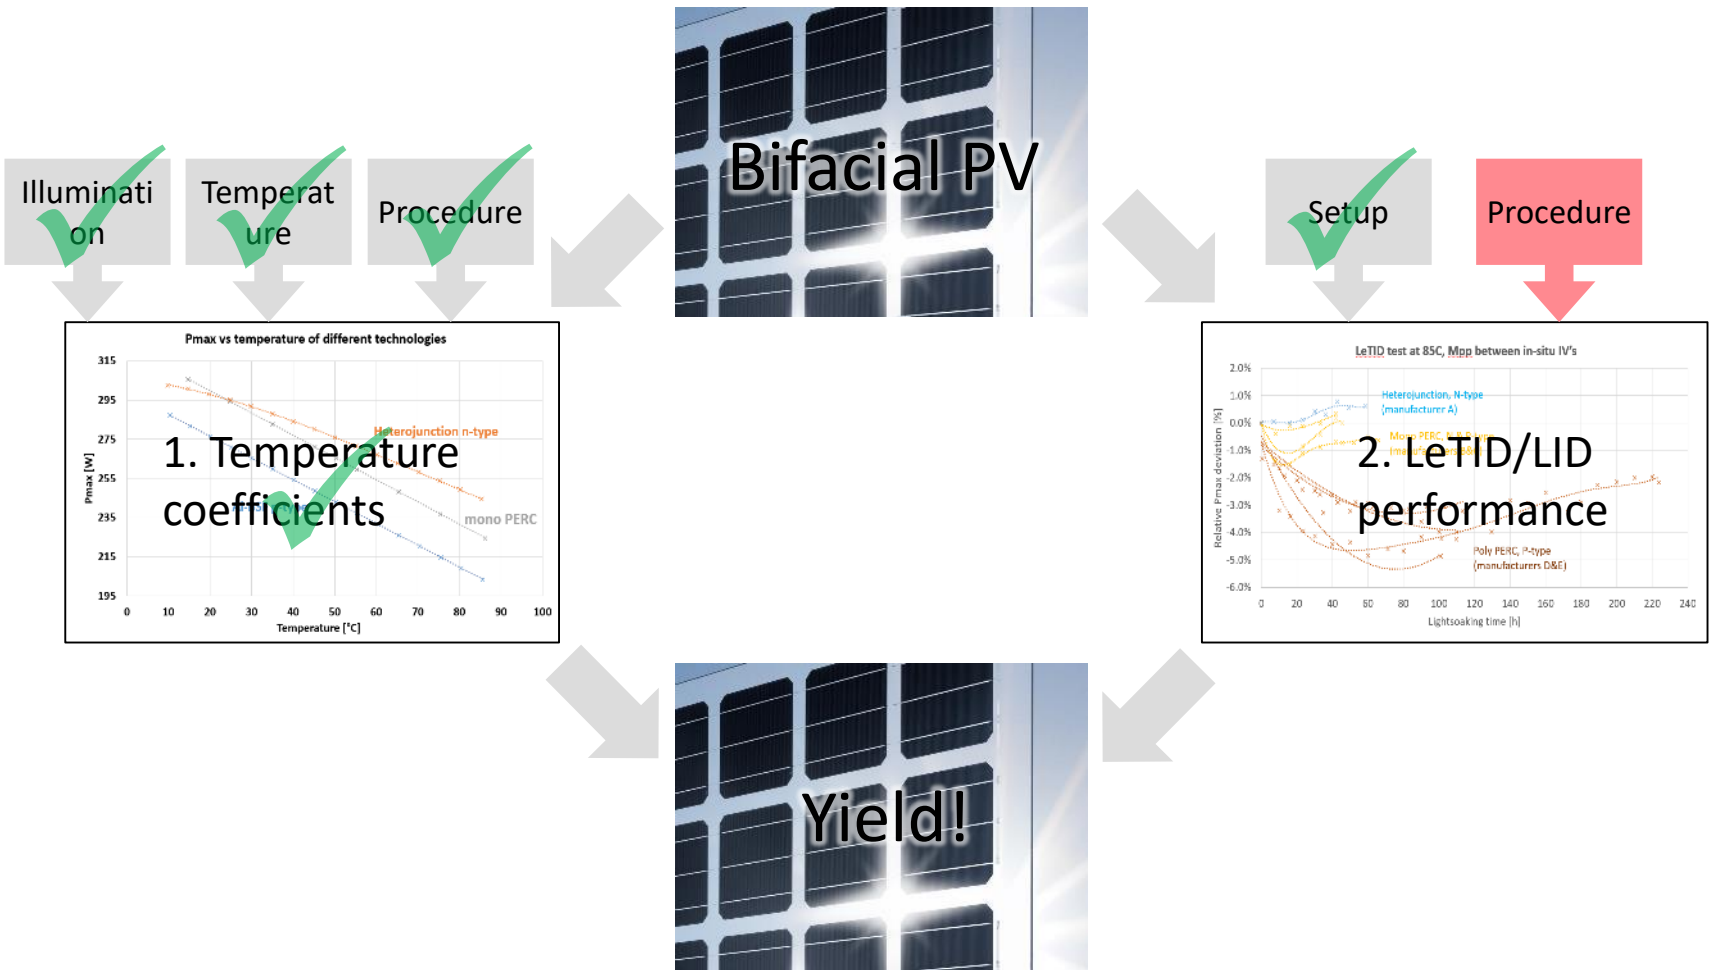 Bifacial PV
Illuminati
on
Temperat
ure
Procedure
Setup
Procedure
Pmax vs temperature of different technologies
315
295
275
255
235
215
195
Pmax [W]
Heterojunction n-type
mono PERC
0 10 20 30 40 50 60 70 80 90 100
Temperature [°C]
1. Temperature
coefficients
LeTID test at 85C, Mpp between in-situ IV's
2.0%
1.0%
0.0%
-1.0%
-2.0%
-3.0%
-4.0%
-5.0%
-6.0%
Relative Pmax deviation [%]
Heterojunction, N-type
(manufacturer A)
Mono PERC, N & P-type
Poly PERC, P-type
(manufacturers D&E)
0 20 40 60 80 100 120 140 160 180 200 220 240
Lightsoaking time [h]
2. LeTID/LID
performance
Yield!